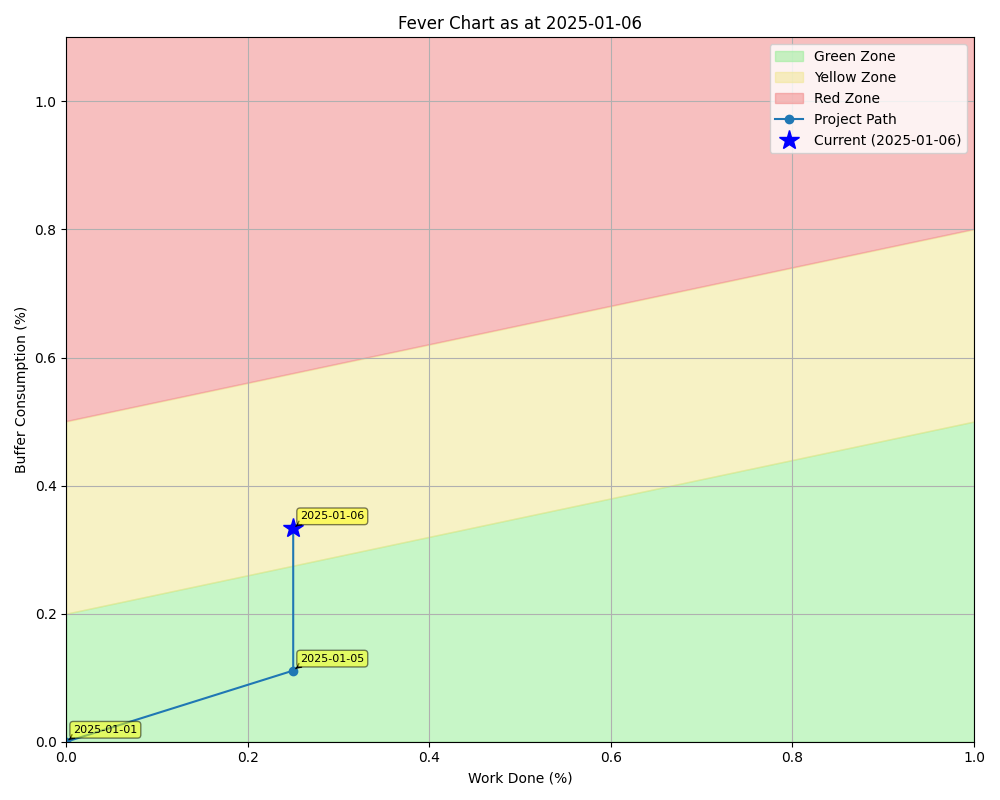 Fever Chart as at 2025-01-06
Green Zone
Yellow Zone
Red Zone
Project Path
Current (2025-01-06)
Buffer Consumption (%)
1.0
0.8
0.6
0.4
0.2
0.0
2025-01-06
2025-01-05
2025-01-01
0.0 0.2 0.4 0.6 0.8 1.0
Work Done (%)